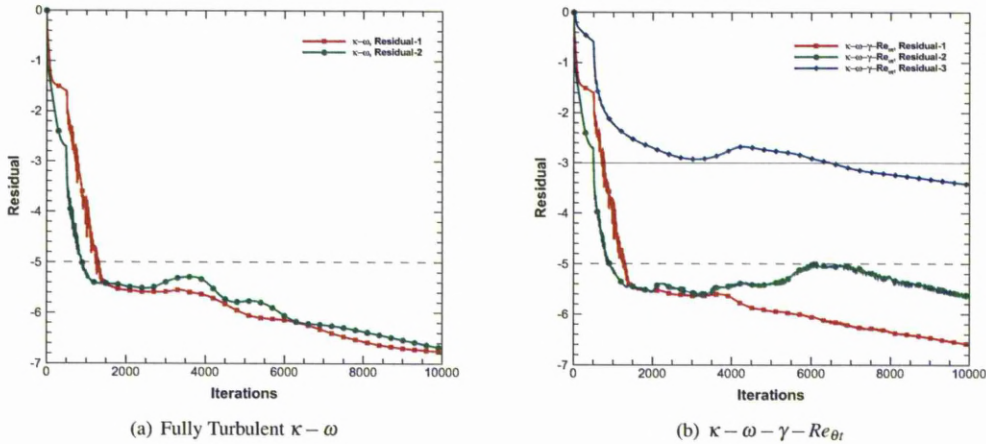 0
-1
-2
-3
-4
-5
-6
-7
Residual
0
2000
4000
6000
8000
10000
Iterations
κ-ω, Residual-1
κ-ω, Residual-2
(a) Fully Turbulent κ − ω
0
-1
-2
-3
-4
-5
-6
-7
Residual
0
2000
4000
6000
8000
10000
Iterations
κ-ω-γ-Reθt, Residual-1
κ-ω-γ-Reθt, Residual-2
κ-ω-γ-Reθt, Residual-3
(b) κ − ω − γ − Reθt